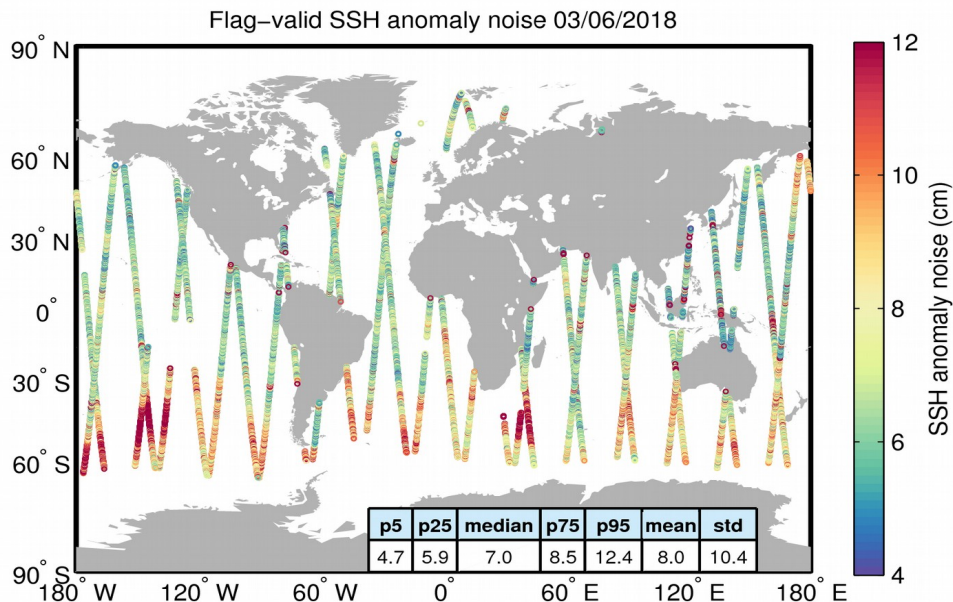 Flag−valid SSH anomaly noise 03/06/2018
90° N
60° N
30° N
0°
30° S
60° S
90° S
180° W
120° W
60° W
0°
60° E
120° E
180° E
p5 p25 median p75 p95 mean std
4.7 5.9 7.0 8.5 12.4 8.0 10.4
12
10
8
6
4
SSH anomaly noise (cm)